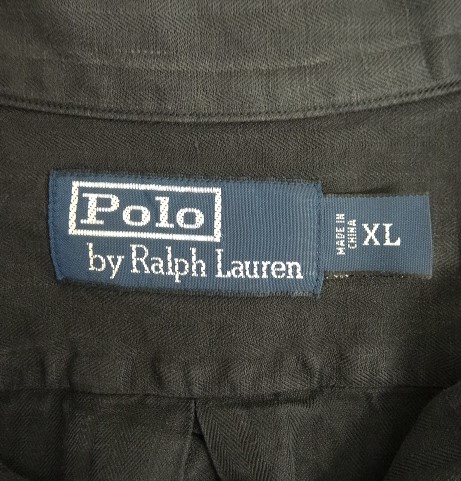 Polo
by Ralph Lauren
MADE IN
CHINA
XL